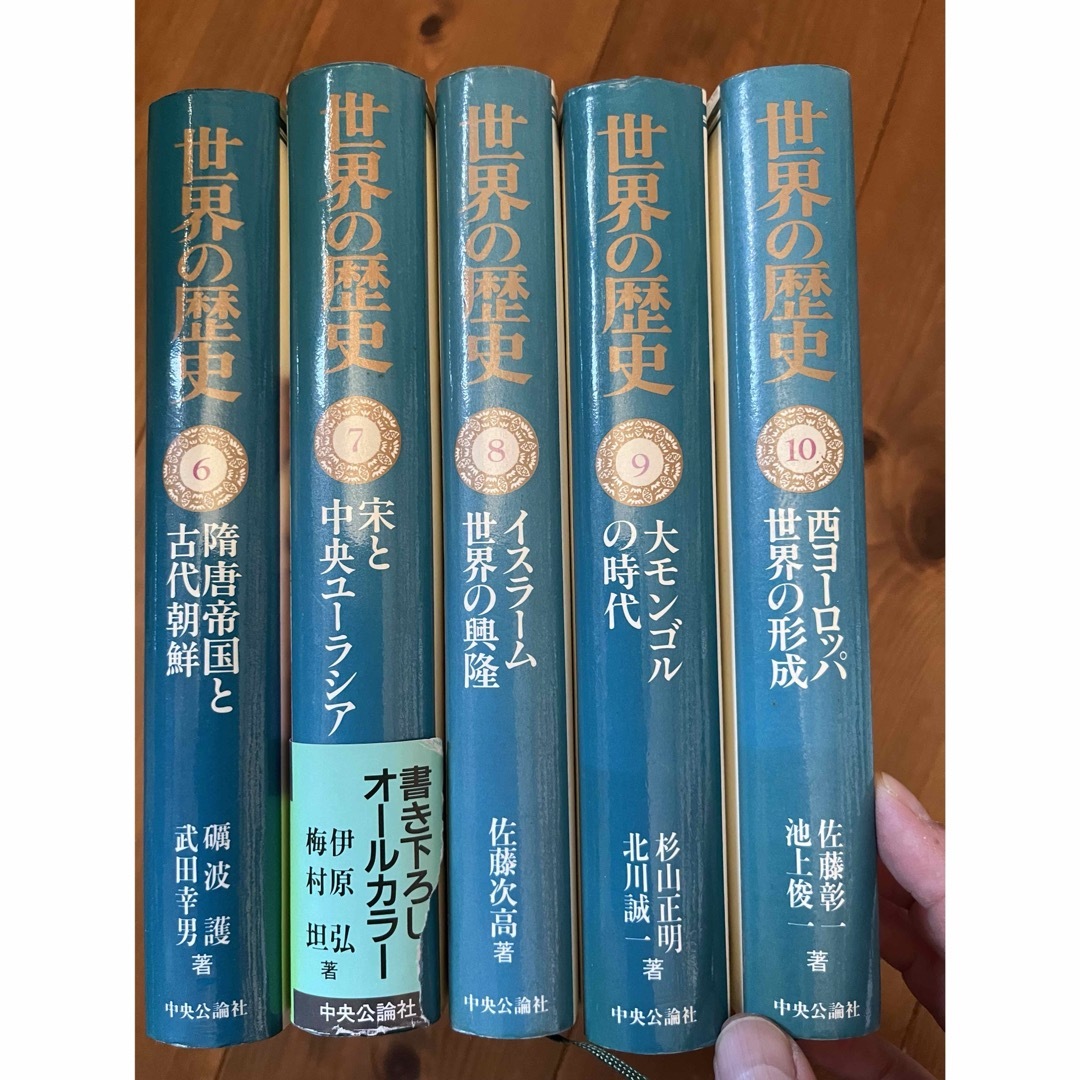 世界の歴史
6
隋唐帝国と
古代朝鮮
礪波 護
武田幸男
著
中央公論社
世界の歴史
7
宋と
中央ユーラシア
書き下ろし
オールカラー
伊原 弘
梅村 坦
著
中央公論社
世界の歴史
8
イスラーム
世界の興隆
佐藤次高
著
中央公論社
世界の歴史
9
大モンゴル
の時代
杉山正明
北川誠一
著
中央公論社
世界の歴史
10
西ヨーロッパ
世界の形成
佐藤彰一
池上俊一
著
中央公論社